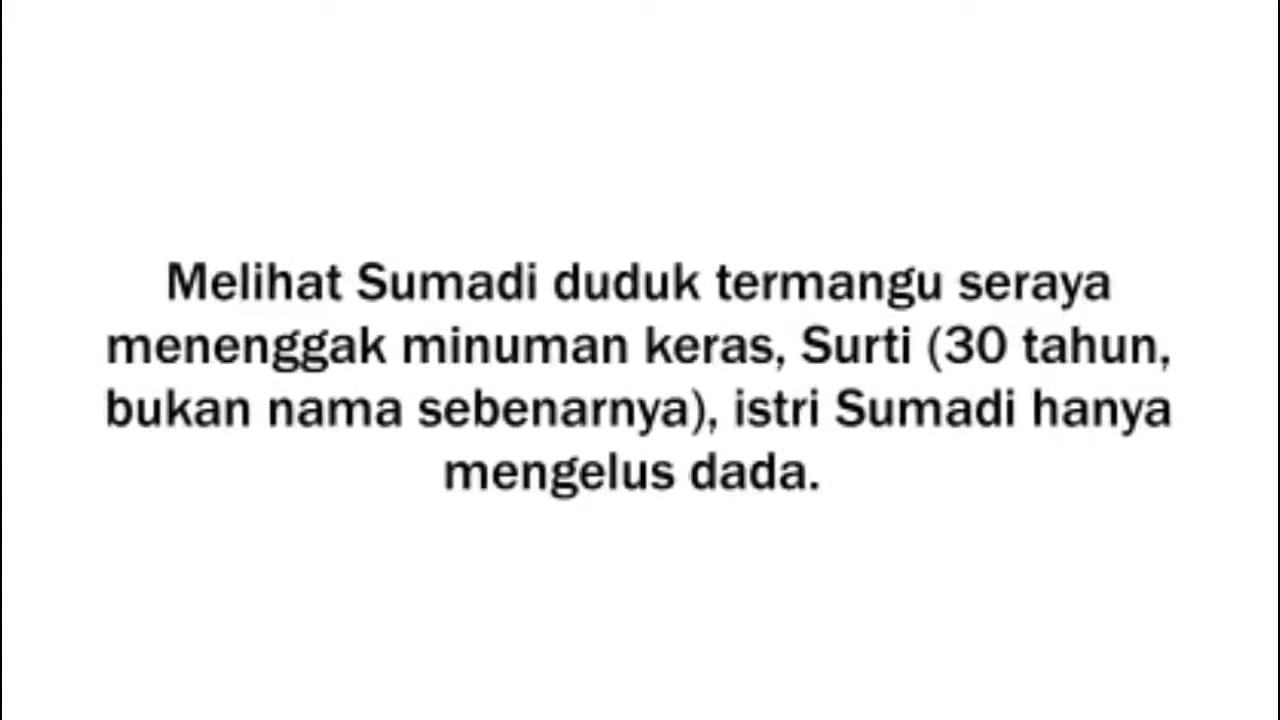 Melihat Sumadi duduk termangu seraya
menenggak minuman keras, Surti (30 tahun,
bukan nama sebenarnya), istri Sumadi hanya
mengelus dada.